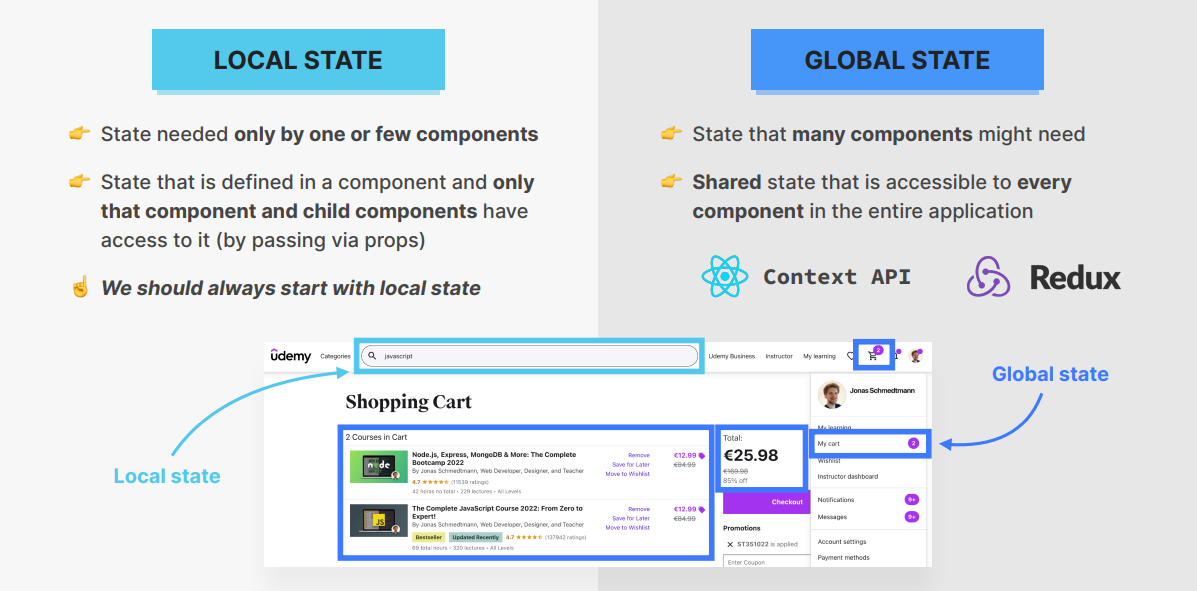 LOCAL STATE
👉 State needed only by one or few components
👉 State that is defined in a component and only
that component and child components have
access to it (by passing via props)
☝️ We should always start with local state
GLOBAL STATE
👉 State that many components might need
👉 Shared state that is accessible to every
component in the entire application
Context API
Redux
Local state
Global state
udemy
Categories
javascript
Udemy Business
Instructor
My learning
2
Shopping Cart
2 Courses in Cart
Node.js, Express, MongoDB & More: The Complete
Bootcamp 2022
By Jonas Schmedtmann, Web Developer, Designer, and Teacher
4.7 ★★★★★ (11539 ratings)
42 horas no total • 229 lectures • All Levels
Remove
Save for Later
Move to Wishlist
€12.99
€84.99
The Complete JavaScript Course 2022: From Zero to
Expert!
By Jonas Schmedtmann, Web Developer, Designer, and Teacher
Bestseller Updated Recently 4.7 ★★★★★ (137942 ratings)
69 total hours • 320 lectures • All Levels
Remove
Save for Later
Move to Wishlist
€12.99
€84.99
node
JS
Total:
€25.98
€169.98
85% off
Checkout
Promotions
✕ ST351022 is applied
Enter Coupon
Jonas Schmedtmann
My learning
My cart 2
Wishlist
Instructor dashboard
Notifications 9+
Messages 9+
Account settings
Payment methods